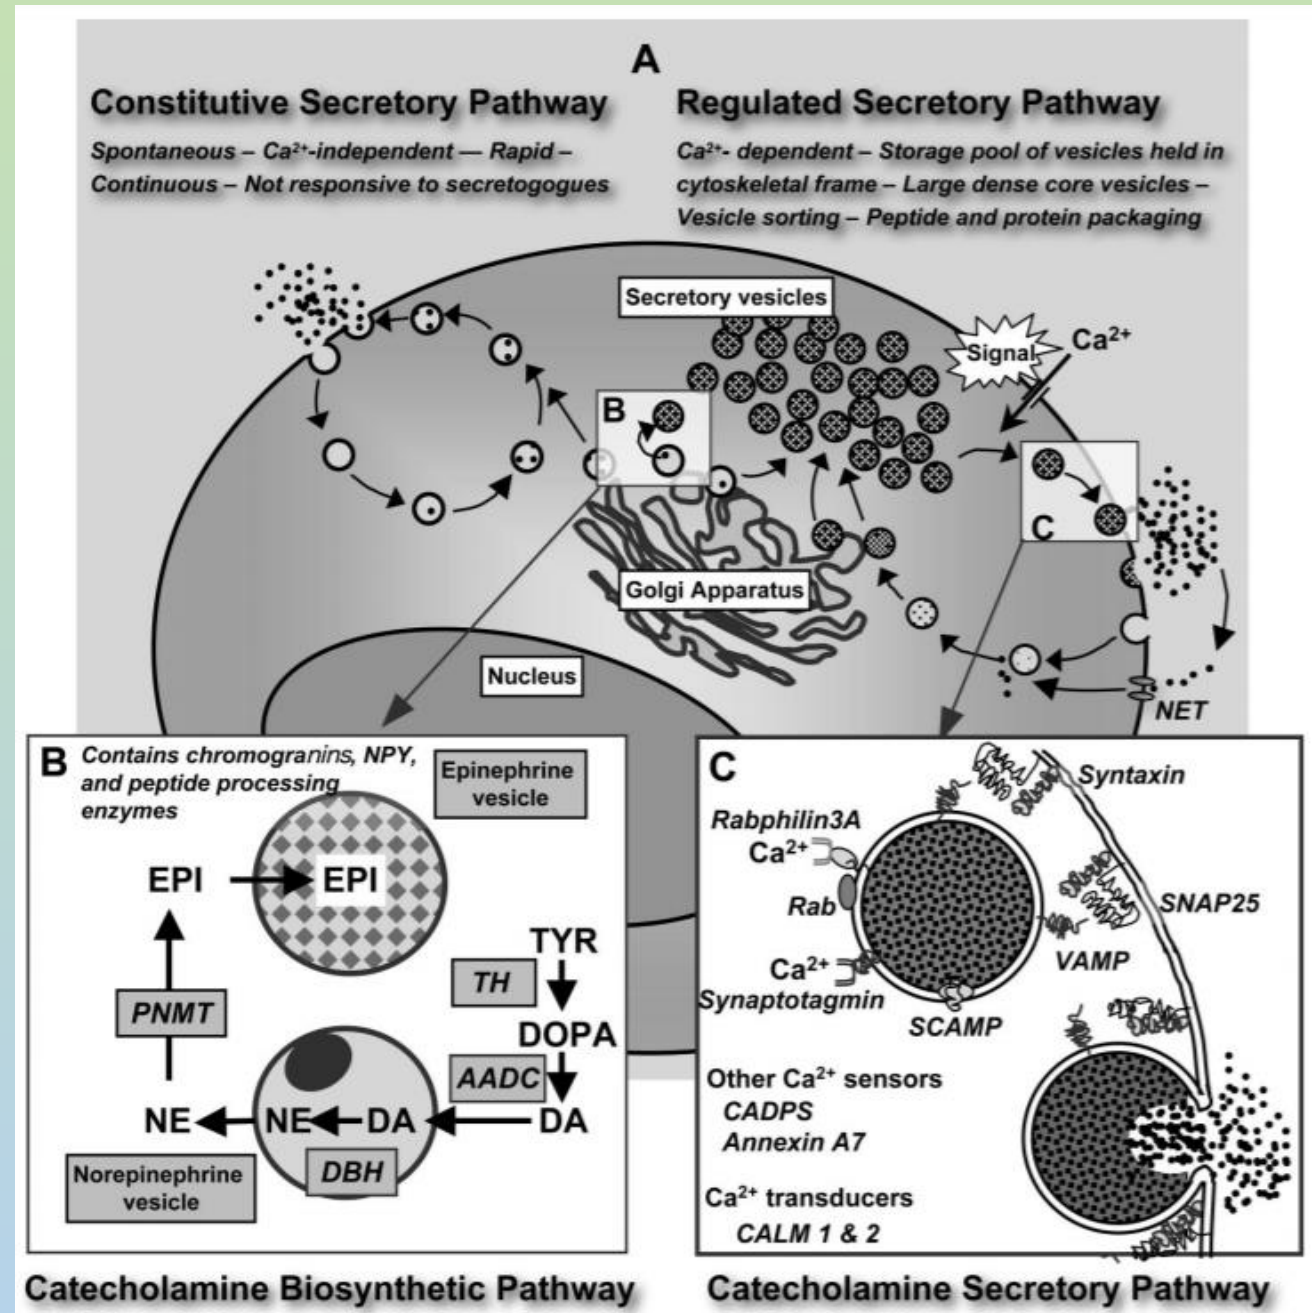 A
Constitutive Secretory Pathway
Spontaneous – Ca²⁺-independent — Rapid –
Continuous – Not responsive to secretogogues
Regulated Secretory Pathway
Ca²⁺- dependent – Storage pool of vesicles held in
cytoskeletal frame – Large dense core vesicles –
Vesicle sorting – Peptide and protein packaging
Secretory vesicles
Signal
Ca²⁺
B
C
Golgi Apparatus
Nucleus
NET
B
Contains chromogranins, NPY,
and peptide processing
enzymes
Epinephrine
vesicle
EPI
EPI
TYR
TH
PNMT
DOPA
AADC
NE
NE
DA
DA
DBH
Norepinephrine
vesicle
Catecholamine Biosynthetic Pathway
C
Syntaxin
Rabphilin3A
Ca²⁺
Rab
SNAP25
VAMP
Ca²⁺
Synaptotagmin
SCAMP
Other Ca²⁺ sensors
CADPS
Annexin A7
Ca²⁺ transducers
CALM 1 & 2
Catecholamine Secretory Pathway